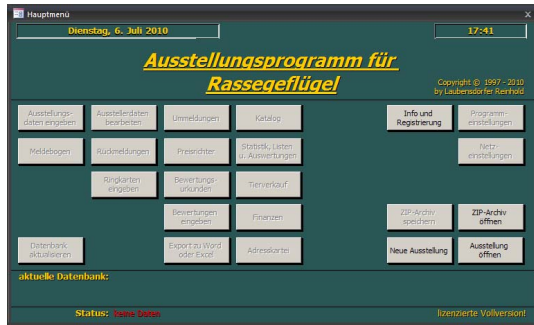 Hauptmenü
Dienstag, 6. Juli 2010
17:41
Ausstellungsprogramm für
Rassegeflügel
Copyright © 1997 - 2010
by Laubensdörfer Reinhold
Ausstellungs-
daten eingeben
Ausstellerdaten
bearbeiten
Ummeldungen
Katalog
Info und
Registrierung
Programm-
einstellungen
Meldebogen
Rückmeldungen
Preisrichter
Statistik, Listen
u. Auswertungen
Netz-
einstellungen
Ringkarten
eingeben
Bewertungs-
urkunden
Tierverkauf
Bewertungen
eingeben
Finanzen
ZIP-Archiv
speichern
ZIP-Archiv
öffnen
Datenbank
aktualisieren
Export zu Word
oder Excel
Adresskartei
Neue Ausstellung
Ausstellung
öffnen
aktuelle Datenbank:
Status: keine Daten
lizenzierte Vollversion!